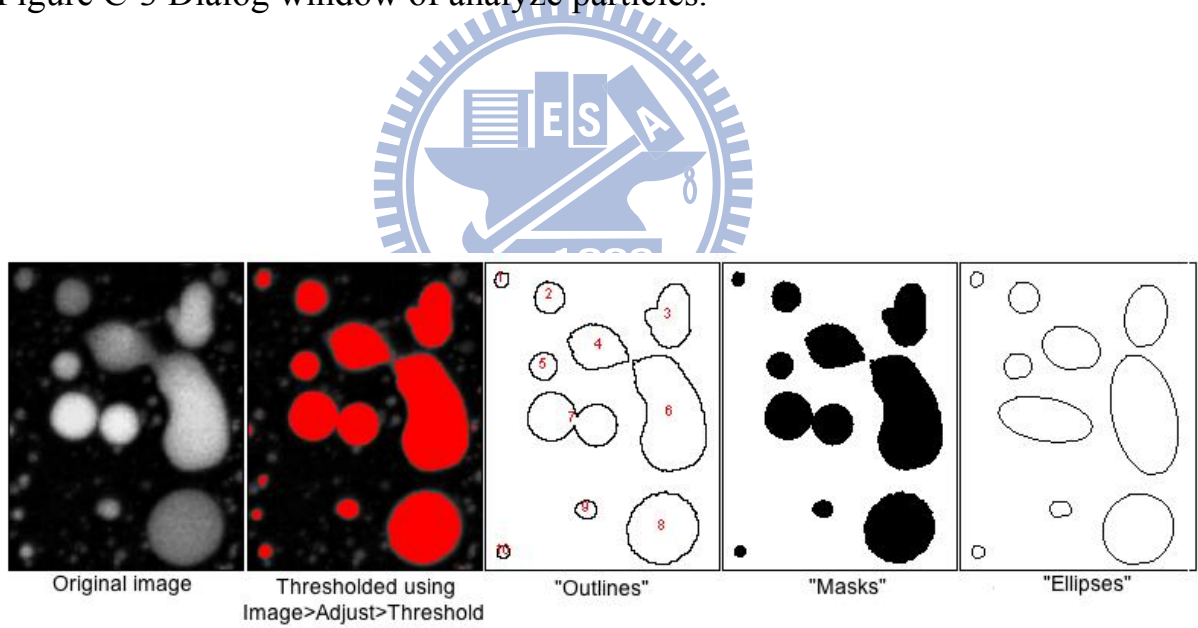 Figure C-3 Dialog window of analyze particles.
E S A
1
2
3
4
5
6
7
8
9
10
Original image
Thresholded using
Image>Adjust>Threshold
"Outlines"
"Masks"
"Ellipses"